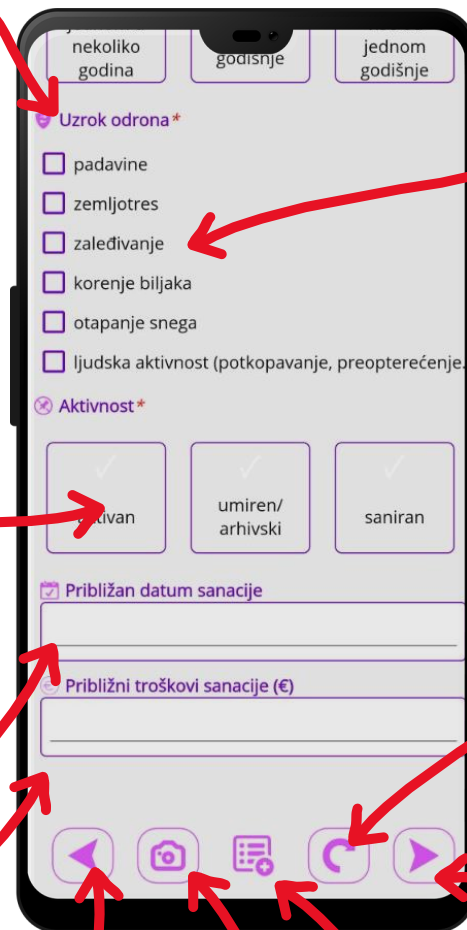 nekoliko
godina
godišnje
jednom
godišnje
Uzrok odrona*
padavine
zemljotres
zaleđivanje
korenje biljaka
otapanje snega
ljudska aktivnost (potkopavanje, preopterećenje.
Aktivnost*
aktivan
umiren/
arhivski
saniran
Približan datum sanacije
Približni troškovi sanacije (€)